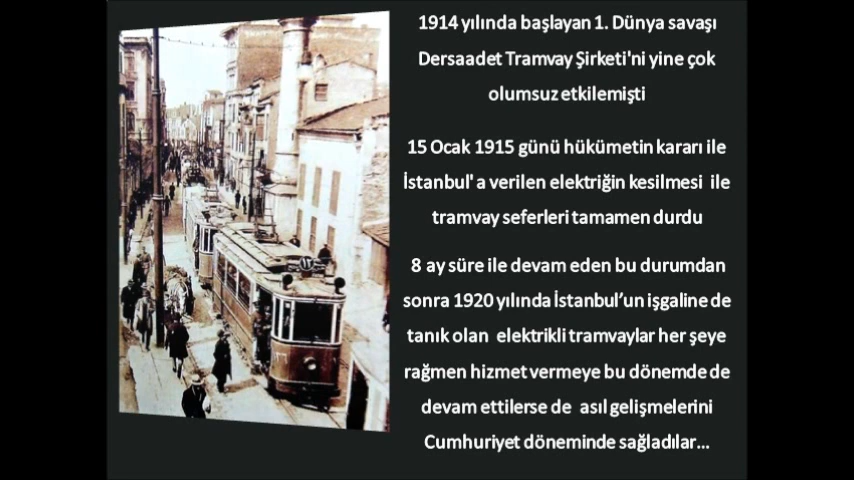 1914 yılında başlayan 1. Dünya savaşı
Dersaadet Tramvay Şirketi'ni yine çok
olumsuz etkilemişti
15 Ocak 1915 günü hükümetin kararı ile
İstanbul' a verilen elektriğin kesilmesi ile
tramvay seferleri tamamen durdu
8 ay süre ile devam eden bu durumdan
sonra 1920 yılında İstanbul’un işgaline de
tanık olan elektrikli tramvaylar her şeye
rağmen hizmet vermeye bu dönemde de
devam ettilerse de asıl gelişmelerini
Cumhuriyet döneminde sağladılar...